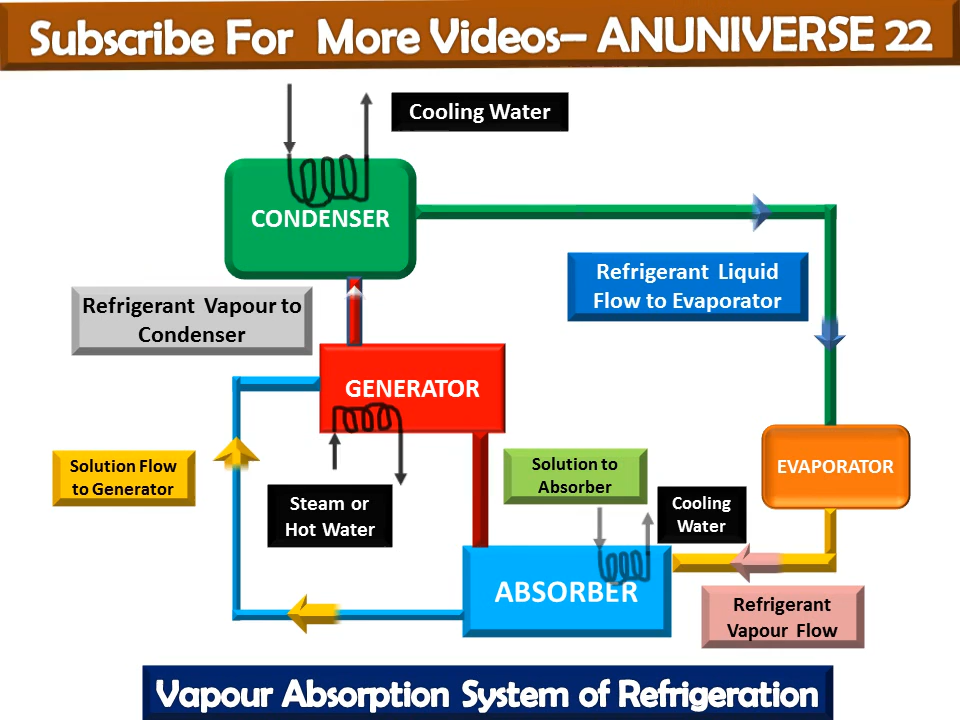 Subscribe For More Videos– ANUNIVERSE 22
Cooling Water
CONDENSER
Refrigerant Liquid
Flow to Evaporator
Refrigerant Vapour to
Condenser
GENERATOR
Solution Flow
to Generator
Steam or
Hot Water
Solution to
Absorber
Cooling
Water
EVAPORATOR
ABSORBER
Refrigerant
Vapour Flow
Vapour Absorption System of Refrigeration